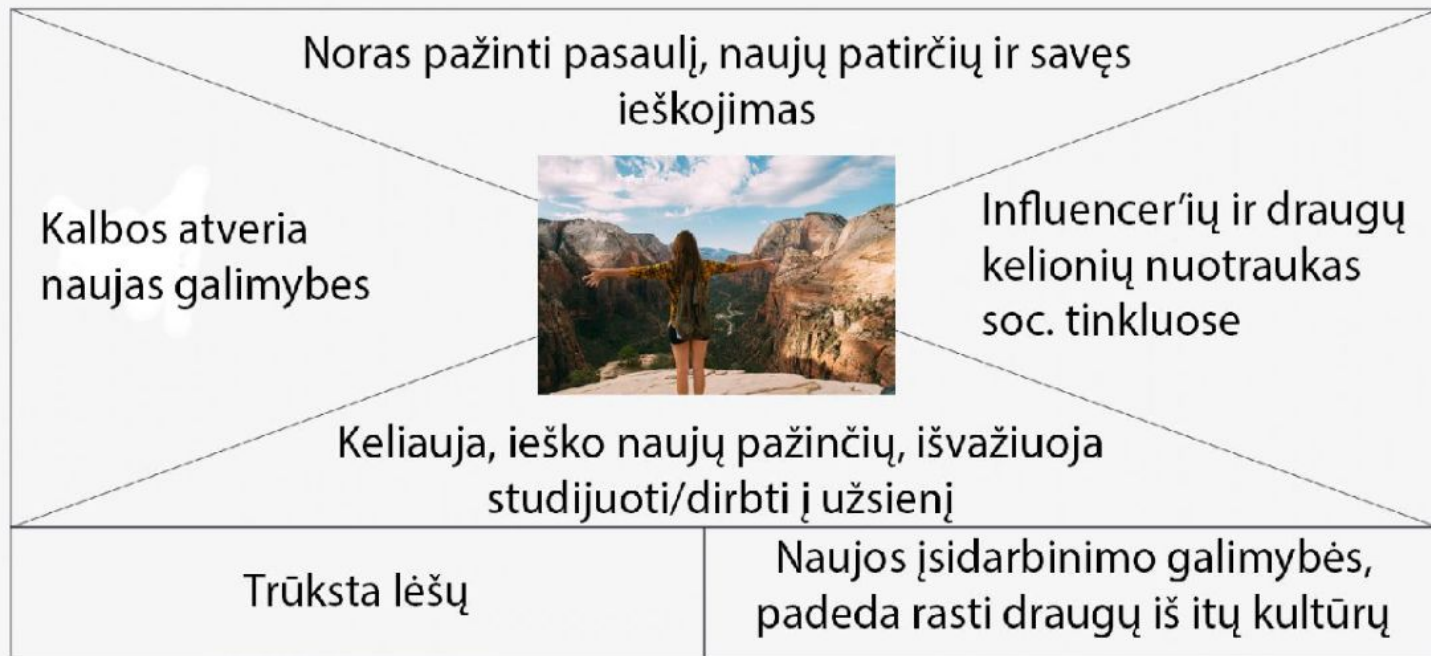 Noras pažinti pasaulį, naujų patirčių ir savęs
ieškojimas
Kalbos atveria
naujas galimybes
Influencer’ių ir draugų
kelionių nuotraukas
soc. tinkluose
Keliauja, ieško naujų pažinčių, išvažiuoja
studijuoti/dirbti į užsienį
Trūksta lėšų
Naujos įsidarbinimo galimybės,
padeda rasti draugų iš itų kultūrų